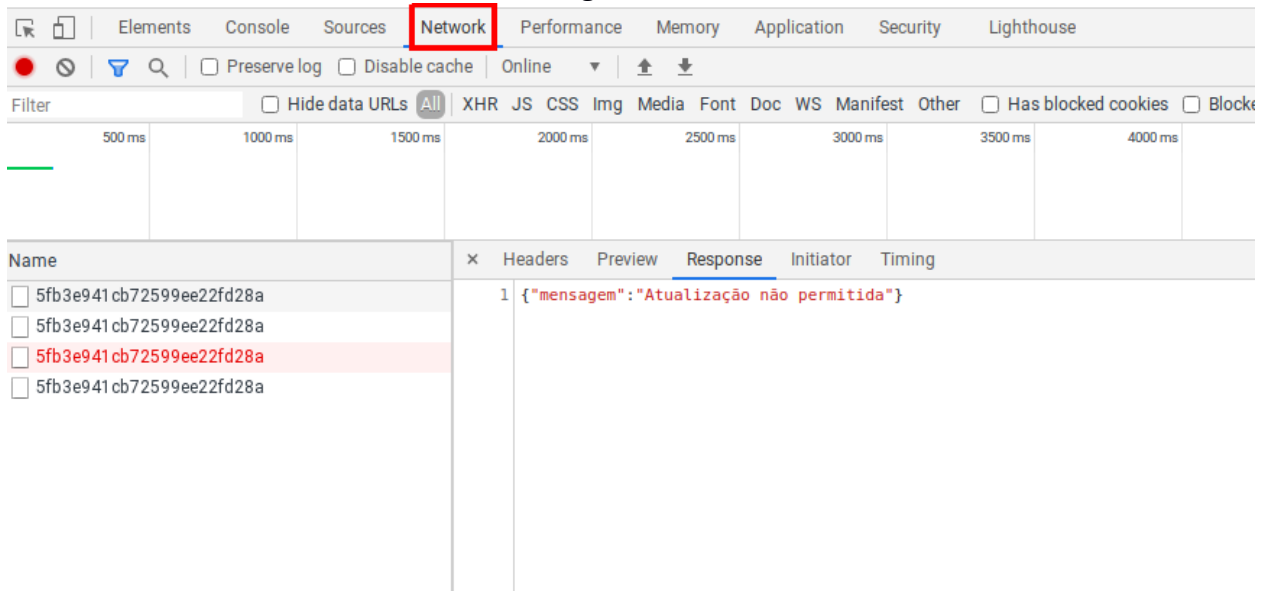 Elements Console Sources Network Performance Memory Application Security Lighthouse
Preserve log Disable cache Online
Filter Hide data URLs All XHR JS CSS Img Media Font Doc WS Manifest Other Has blocked cookies Blocke
500 ms 1000 ms 1500 ms 2000 ms 2500 ms 3000 ms 3500 ms 4000 ms
Name × Headers Preview Response Initiator Timing
5fb3e941cb72599ee22fd28a 1 {"mensagem":"Atualização não permitida"}
5fb3e941cb72599ee22fd28a
5fb3e941cb72599ee22fd28a
5fb3e941cb72599ee22fd28a